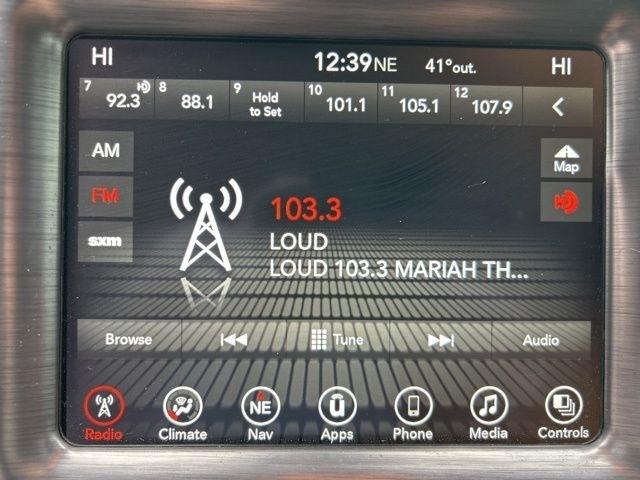 HI 12:39 NE 41°out. HI
7 92.3 HD 8 88.1 9 Hold to Set 10 101.1 11 105.1 12 107.9
AM
Map
FM
103.3
sxm
LOUD
LOUD 103.3 MARIAH TH...
Browse Tune Audio
NE
Radio Climate Nav Apps Phone Media Controls